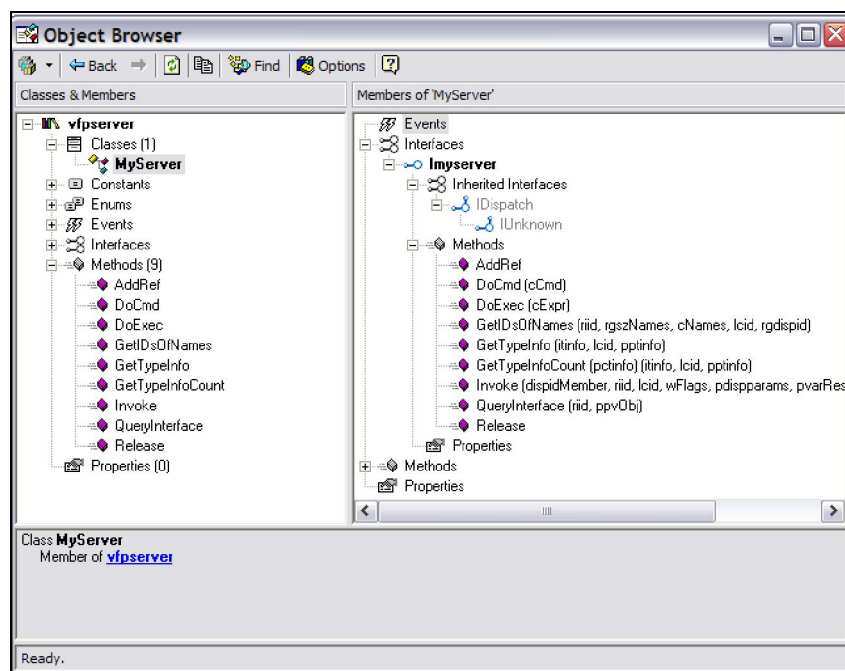 Object Browser
Back Find Options
Classes & Members
vfpserver
Classes (1)
MyServer
Constants
Enums
Events
Interfaces
Methods (9)
AddRef
DoCmd
DoExec
GetIDsOfNames
GetTypeInfo
GetTypeInfoCount
Invoke
QueryInterface
Release
Properties (0)
Members of 'MyServer'
Events
Interfaces
Imyserver
Inherited Interfaces
IDispatch
IUnknown
Methods
AddRef
DoCmd (cCmd)
DoExec (cExpr)
GetIDsOfNames (riid, rgszNames, cNames, lcid, rgdispid)
GetTypeInfo (itinfo, lcid, pptinfo)
GetTypeInfoCount (pctinfo) (itinfo, lcid, pptinfo)
Invoke (dispidMember, riid, lcid, wFlags, pdispparams, pvarRes
QueryInterface (riid, ppvObj)
Release
Properties
Methods
Properties
Class MyServer
Member of vfpserver
Ready.